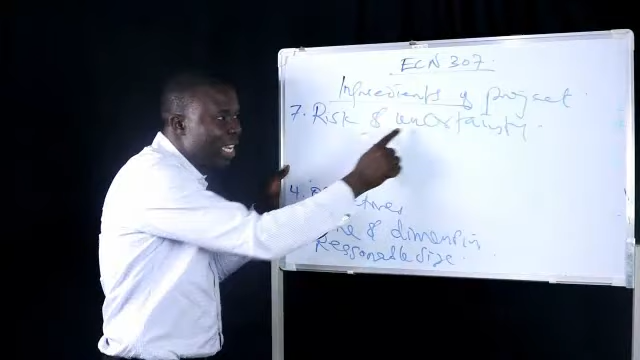 ECN 307
Ingredients of project.
7. Risk & uncertainty.
4.
& dimension
Reasonable size.